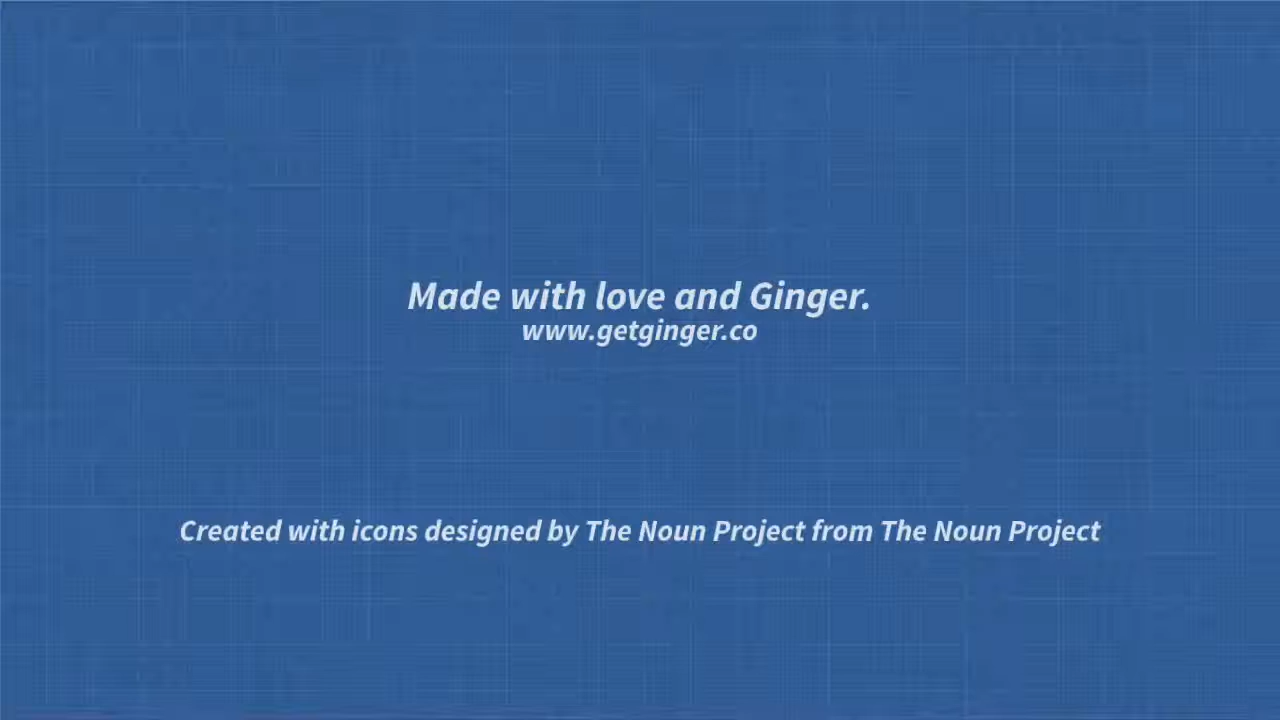 Made with love and Ginger.
www.getginger.co
Created with icons designed by The Noun Project from The Noun Project